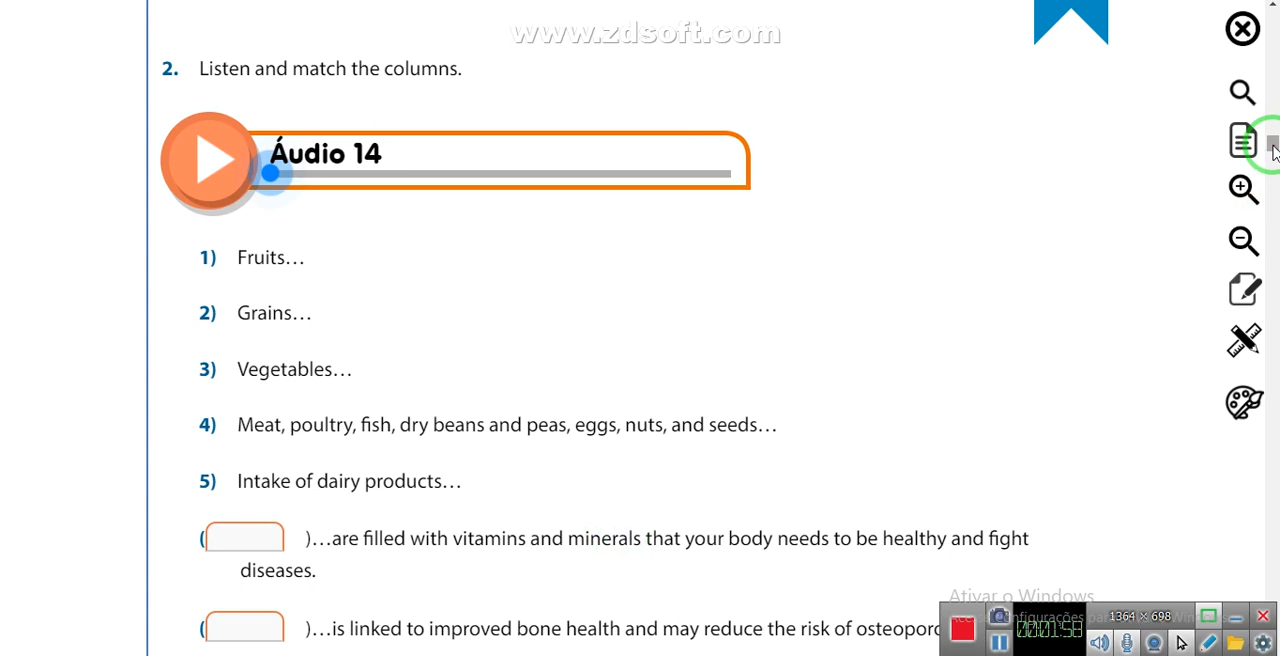 www.zdsoft.com
2. Listen and match the columns.
Áudio 14
1) Fruits…
2) Grains…
3) Vegetables…
4) Meat, poultry, fish, dry beans and peas, eggs, nuts, and seeds…
5) Intake of dairy products…
( )…are filled with vitamins and minerals that your body needs to be healthy and fight
diseases.
Ativar o Windows
( )…is linked to improved bone health and may reduce the risk of
1364 x 698
00:01:58